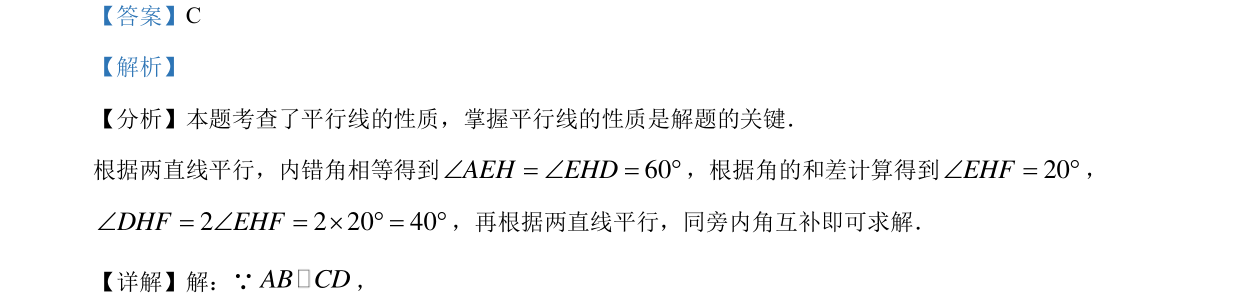 【答案】C
【解析】
【分析】本题考查了平行线的性质，掌握平行线的性质是解题的关键．
根据两直线平行，内错角相等得到∠AEH = ∠EHD = 60°，根据角的和差计算得到∠EHF = 20°，
∠DHF = 2∠EHF = 2×20° = 40°，再根据两直线平行，同旁内角互补即可求解．
【详解】解：∵ AB□CD，